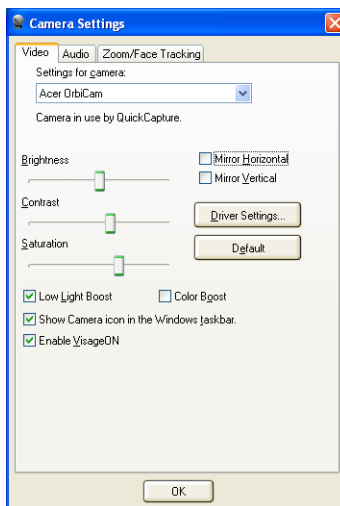 Camera Settings
Video Audio Zoom/Face Tracking
Settings for camera:
Acer OrbiCam
Camera in use by QuickCapture.
Brightness
Mirror Horizontal
Mirror Vertical
Contrast
Driver Settings...
Saturation
Default
Low Light Boost Color Boost
Show Camera icon in the Windows taskbar.
Enable VisageON
OK